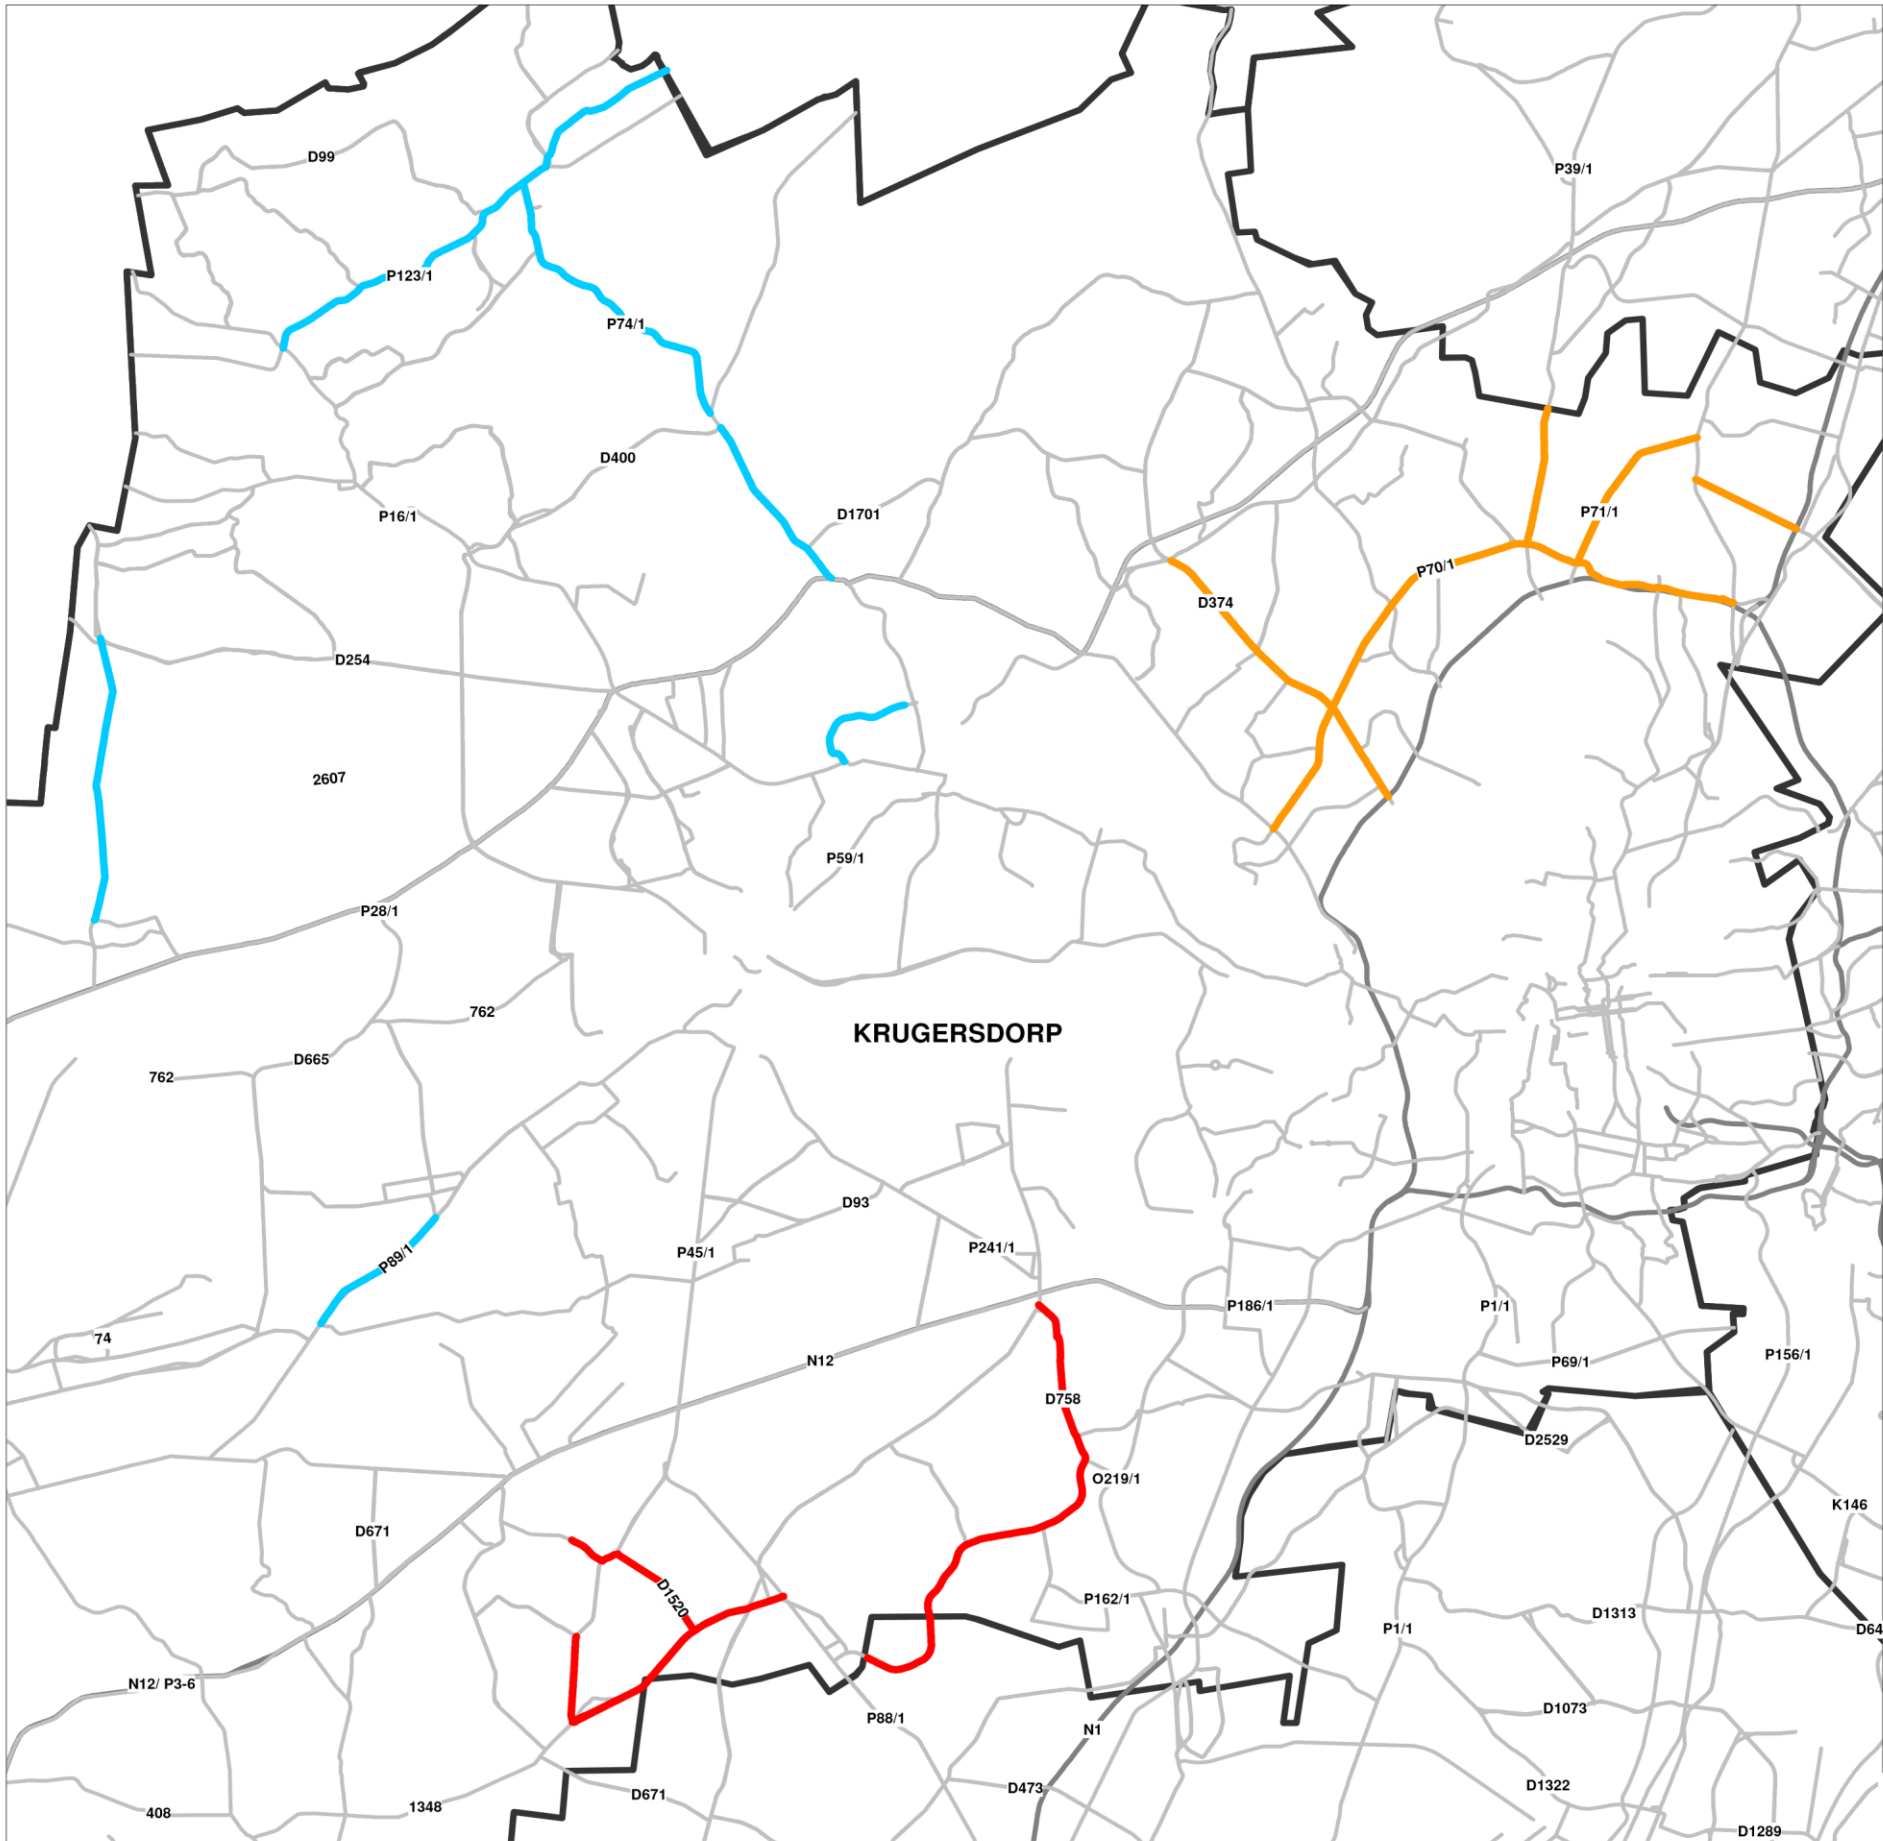 D99
P39/1
P123/1
P74/1
D400
P16/1
D1701
P71/1
P70/1
D374
D254
2607
P59/1
P28/1
762
KRUGERSDORP
D665
762
D93
P89/1
P45/1
P241/1
P186/1
P1/1
74
N12
P69/1
P156/1
D758
D2529
O219/1
K146
D671
D1520
P162/1
D1313
P1/1
D64
N12/ P3-6
D1073
P88/1
N1
D671
D473
D1322
408
1348
D1289